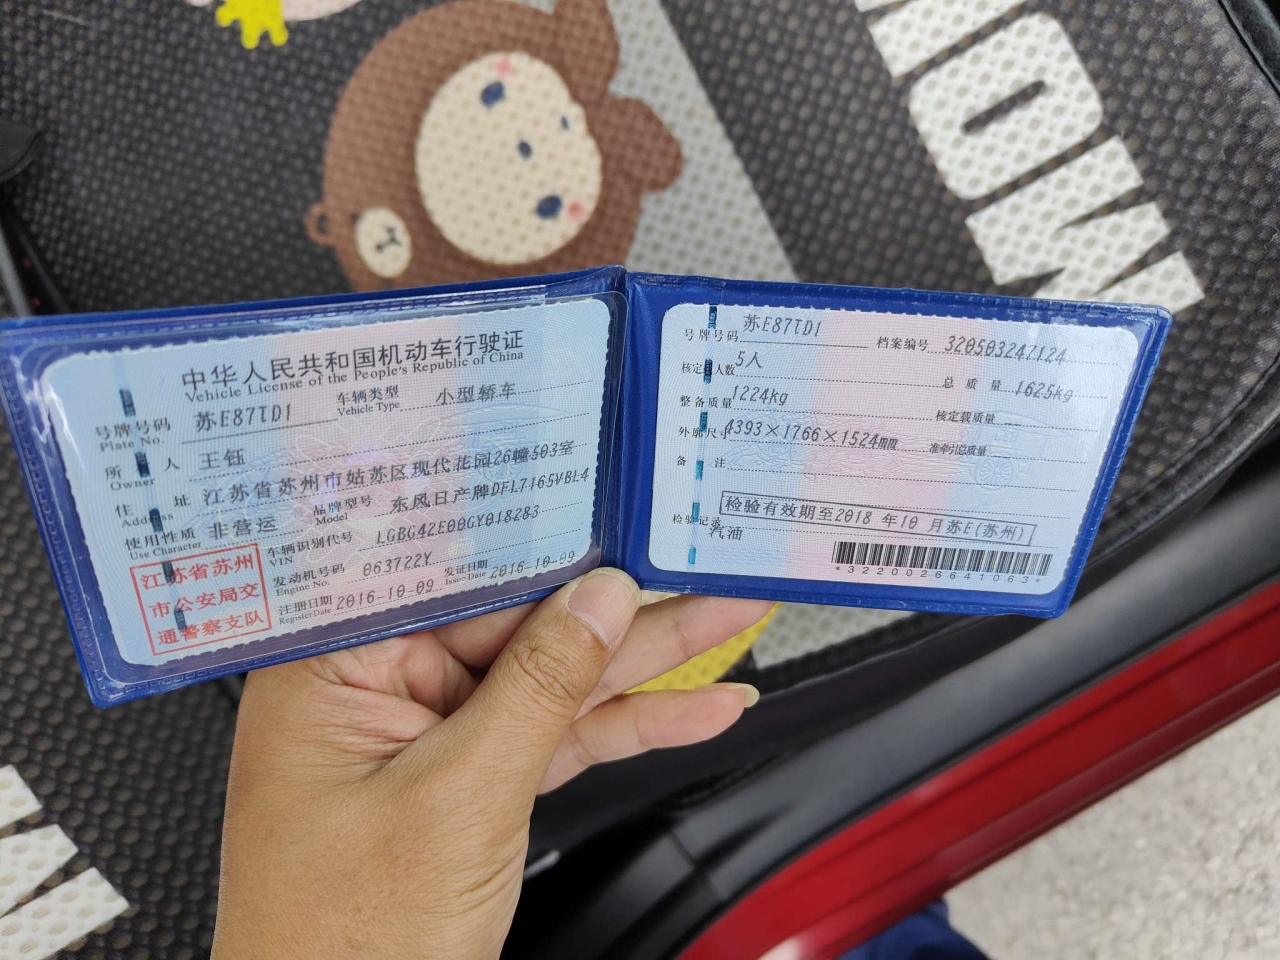 中华人民共和国机动车行驶证
Vehicle License of the People's Republic of China
号牌号码 苏E87TD1 车辆类型 小型轿车
Plate No. Vehicle Type
所 有 人 王钰
Owner
住 址 江苏省苏州市姑苏区现代花园26幢503室
Address
使用性质 非营运 品牌型号 东风日产牌DFL7165VBL4
Use Character Model
江苏省苏州
市公安局交
通警察支队
车辆识别代号 LGBG42E00GY018283
VIN
发动机号码 063722Y
Engine No.
注册日期 2016-10-09 发证日期 2016-10-09
Register Date Issue Date
号牌号码 苏E87TD1 档案编号 320503247124
核定载人数 5人 总 质 量 1625kg
整备质量 1224kg 核定载质量
外廓尺寸 4393×1766×1524 准牵引总质量
备 注
检验有效期至2018 年10 月苏E(苏州)
检验记录
汽油
*3220026641063*
WOW